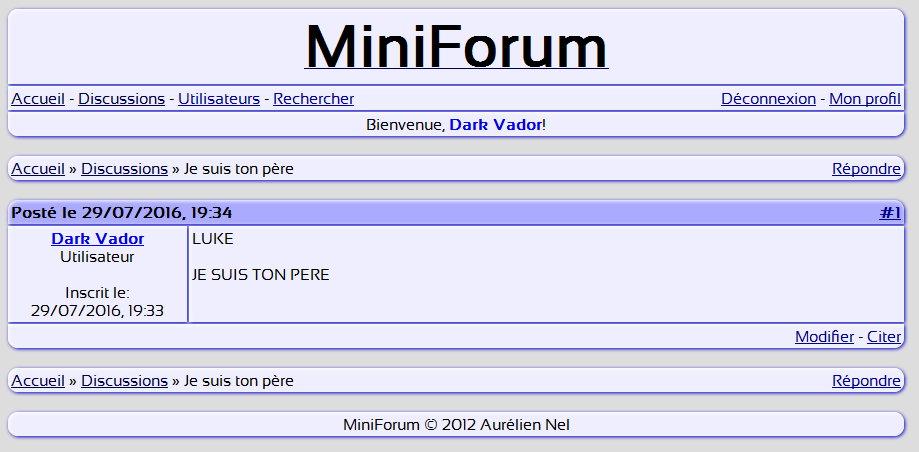 MiniForum
Accueil - Discussions - Utilisateurs - Rechercher
Déconnexion - Mon profil
Bienvenue, Dark Vador!
Accueil » Discussions » Je suis ton père
Répondre
Posté le 29/07/2016, 19:34
#1
Dark Vador
Utilisateur
Inscrit le:
29/07/2016, 19:33
LUKE
JE SUIS TON PERE
Modifier - Citer
Accueil » Discussions » Je suis ton père
Répondre
MiniForum © 2012 Aurélien Nel